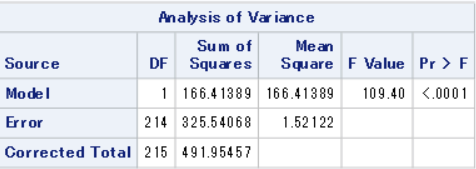 Analysis of Variance
Source DF Sum of Squares Mean Square F Value Pr > F
Model 1 166.41389 166.41389 109.40 <.0001
Error 214 325.54068 1.52122
Corrected Total 215 491.95457